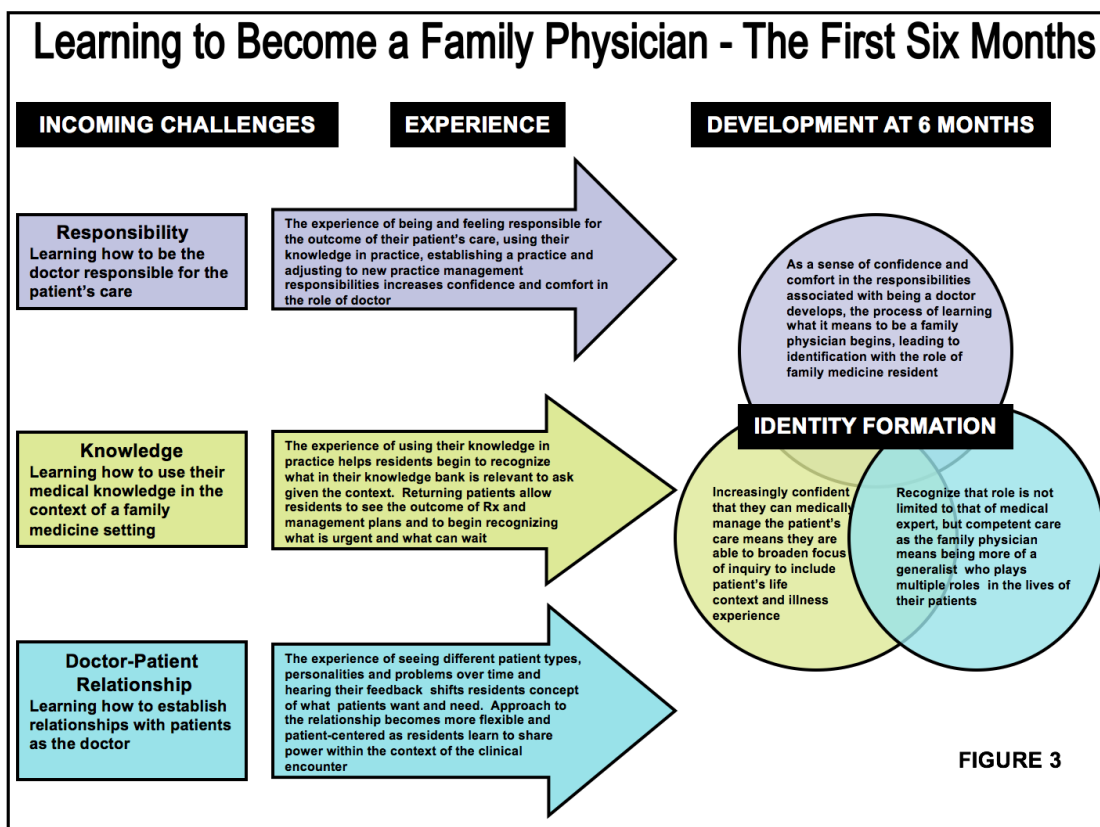 Learning to Become a Family Physician - The First Six Months
INCOMING CHALLENGES
EXPERIENCE
DEVELOPMENT AT 6 MONTHS
Responsibility
Learning how to be the
doctor responsible for the
patient's care
The experience of being and feeling responsible for
the outcome of their patient's care, using their
knowledge in practice, establishing a practice and
adjusting to new practice management
responsibilities increases confidence and comfort in
the role of doctor
As a sense of confidence and
comfort in the responsibilities
associated with being a doctor
develops, the process of learning
what it means to be a family
physician begins, leading to
identification with the role of
family medicine resident
IDENTITY FORMATION
Knowledge
Learning how to use their
medical knowledge in the
context of a family
medicine setting
The experience of using their knowledge in
practice helps residents begin to recognize
what in their knowledge bank is relevant to ask
given the context. Returning patients allow
residents to see the outcome of Rx and
management plans and to begin recognizing
what is urgent and what can wait
Increasingly confident
that they can medically
manage the patient's
care means they are
able to broaden focus
of inquiry to include
patient's life
context and illness
experience
Recognize that role is not
limited to that of medical
expert, but competent care
as the family physician
means being more of a
generalist who plays
multiple roles in the lives of
their patients
Doctor-Patient
Relationship
Learning how to establish
relationships with patients
as the doctor
The experience of seeing different patient types,
personalities and problems over time and
hearing their feedback shifts residents concept
of what patients want and need. Approach to
the relationship becomes more flexible and
patient-centered as residents learn to share
power within the context of the clinical
encounter
FIGURE 3